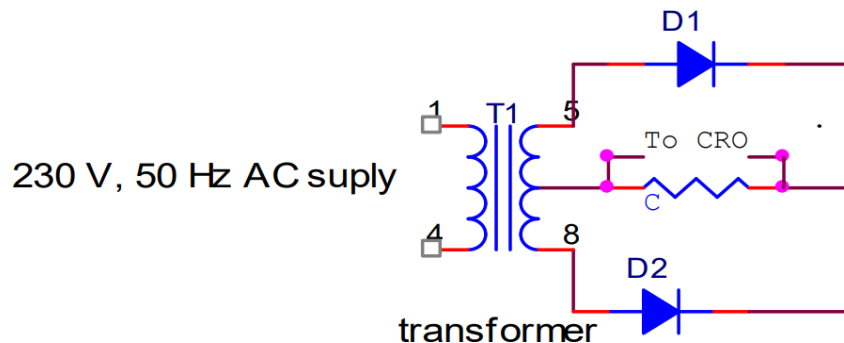 D1
1
T1
5
To CRO
230 V, 50 Hz AC suply
C
4
8
D2
transformer